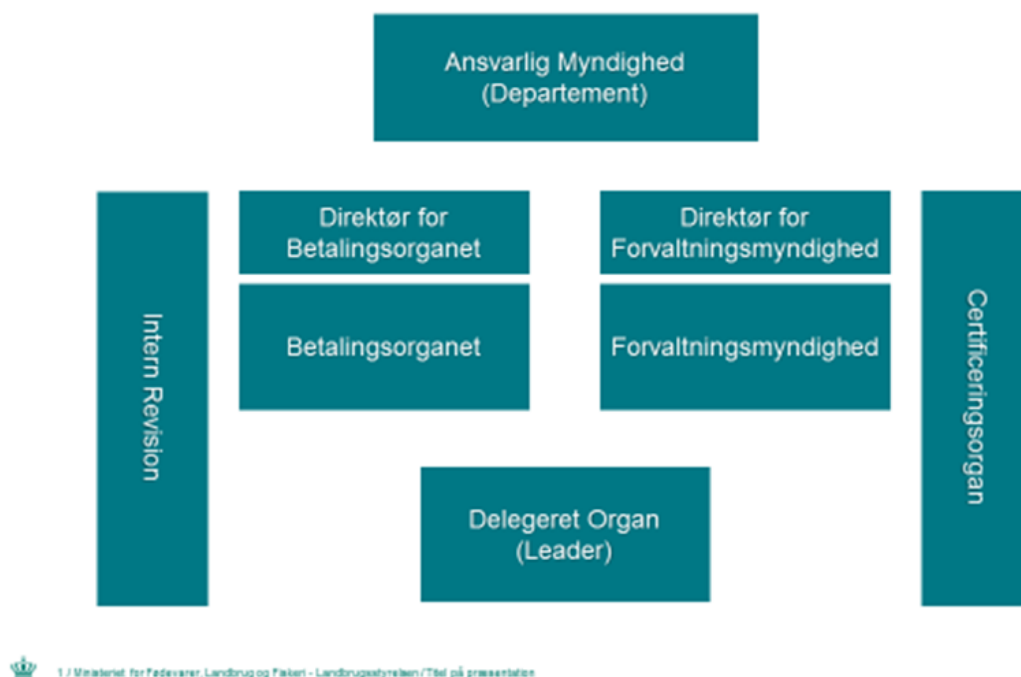 Ansvarlig Myndighed
(Departement)
Direktør for
Betalingsorganet
Direktør for
Forvaltningsmyndighed
Intern Revision
Betalingsorganet
Forvaltningsmyndighed
Certificeringsorgan
Delegeret Organ
(Leader)
1 / Ministeriet for Fødevarer, Landbrug og Fiskeri - Landbrugsstyrelsen / Titel på præsentation